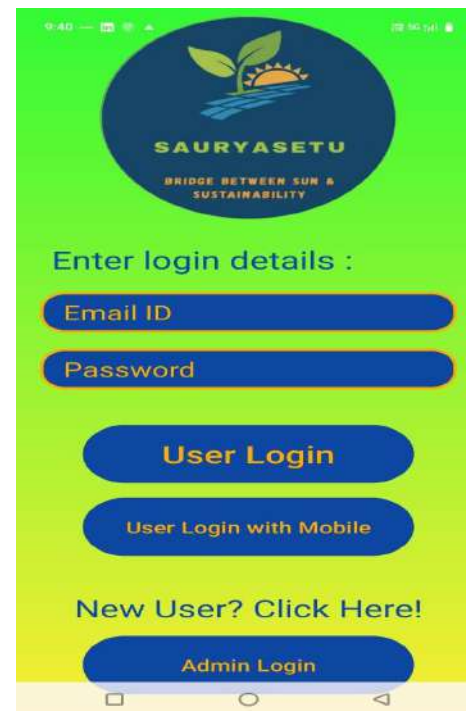 9:40
SAURYASETU
BRIDGE BETWEEN SUN &
SUSTAINABILITY
Enter login details :
Email ID
Password
User Login
User Login with Mobile
New User? Click Here!
Admin Login